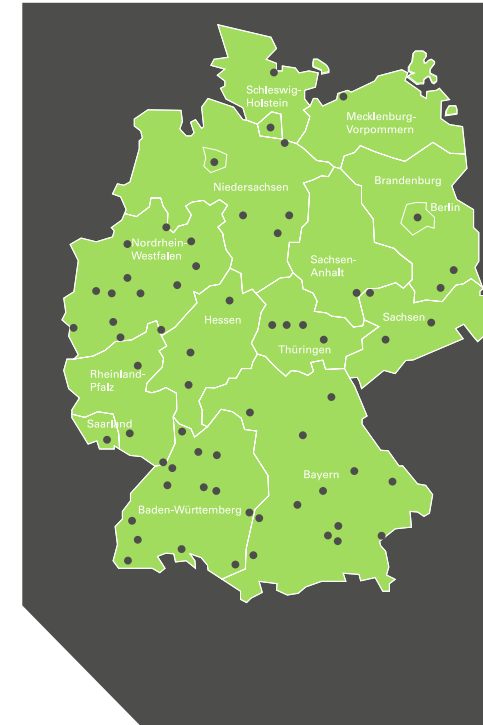 Schleswig-
Holstein
Mecklenburg-
Vorpommern
Niedersachsen
Brandenburg
Berlin
Nordrhein-
Westfalen
Sachsen-
Anhalt
Hessen
Sachsen
Thüringen
Rheinland-
Pfalz
Saarland
Bayern
Baden-Württemberg